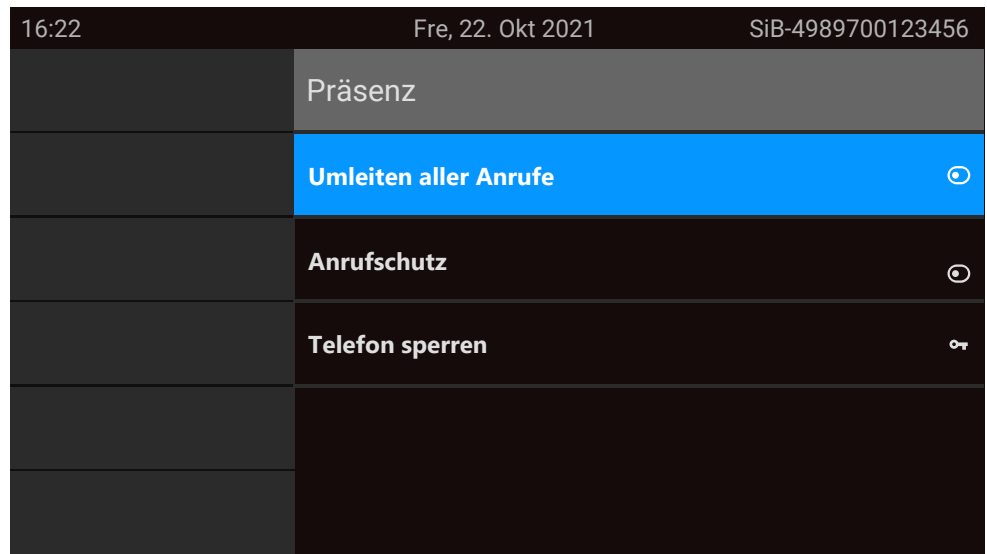 16:22 Fre, 22. Okt 2021 SiB-4989700123456
Präsenz
Umleiten aller Anrufe
Anrufschutz
Telefon sperren